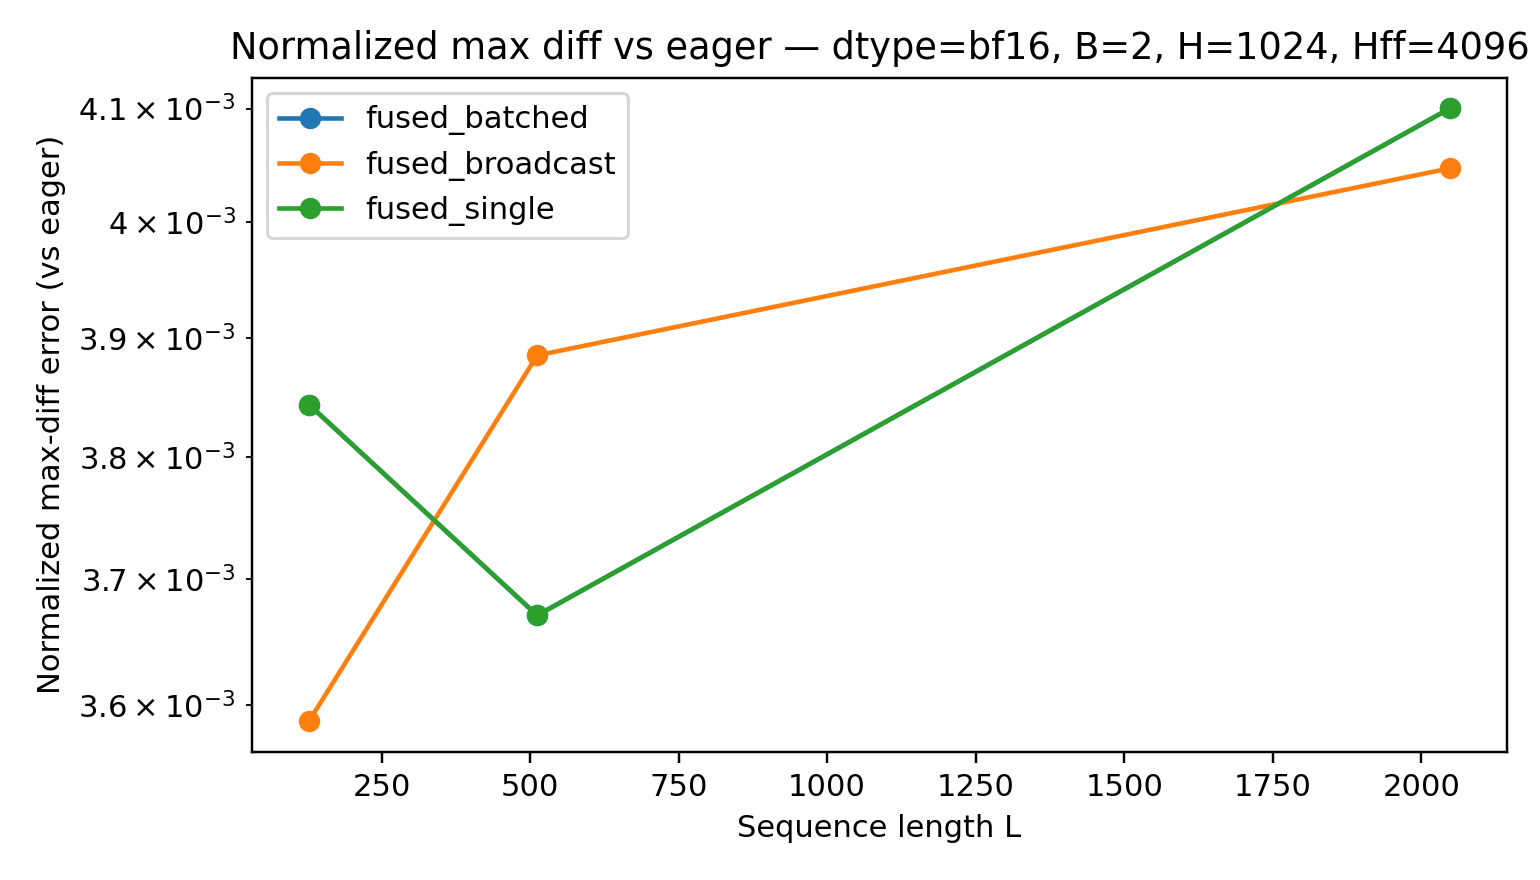 Normalized max diff vs eager — dtype=bf16, B=2, H=1024, Hff=4096
Normalized max-diff error (vs eager)
4.1 × 10⁻³
4 × 10⁻³
3.9 × 10⁻³
3.8 × 10⁻³
3.7 × 10⁻³
3.6 × 10⁻³
fused_batched
fused_broadcast
fused_single
250 500 750 1000 1250 1500 1750 2000
Sequence length L